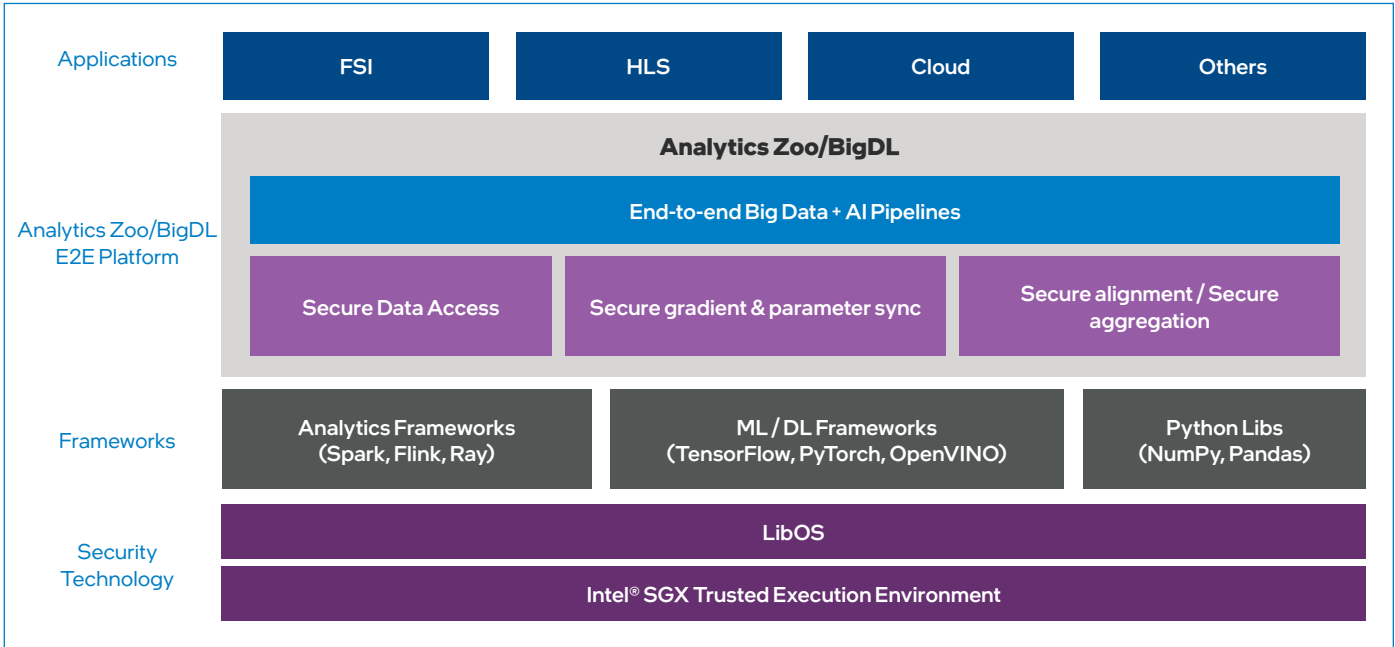 Applications
FSI
HLS
Cloud
Others
Analytics Zoo/BigDL
E2E Platform
Analytics Zoo/BigDL
End-to-end Big Data + AI Pipelines
Secure Data Access
Secure gradient & parameter sync
Secure alignment / Secure
aggregation
Frameworks
Analytics Frameworks
(Spark, Flink, Ray)
ML / DL Frameworks
(TensorFlow, PyTorch, OpenVINO)
Python Libs
(NumPy, Pandas)
Security
Technology
LibOS
Intel® SGX Trusted Execution Environment